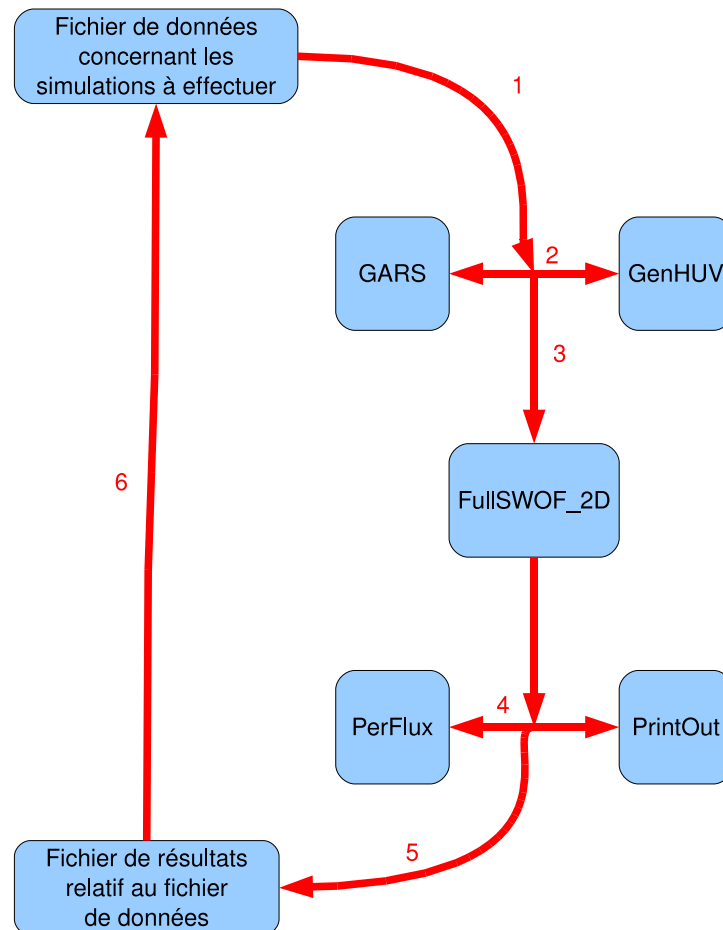 Fichier de données
concernant les
simulations à effectuer
1
2
GARS
GenHUV
3
6
FullSWOF_2D
4
PerFlux
PrintOut
5
Fichier de résultats
relatif au fichier
de données